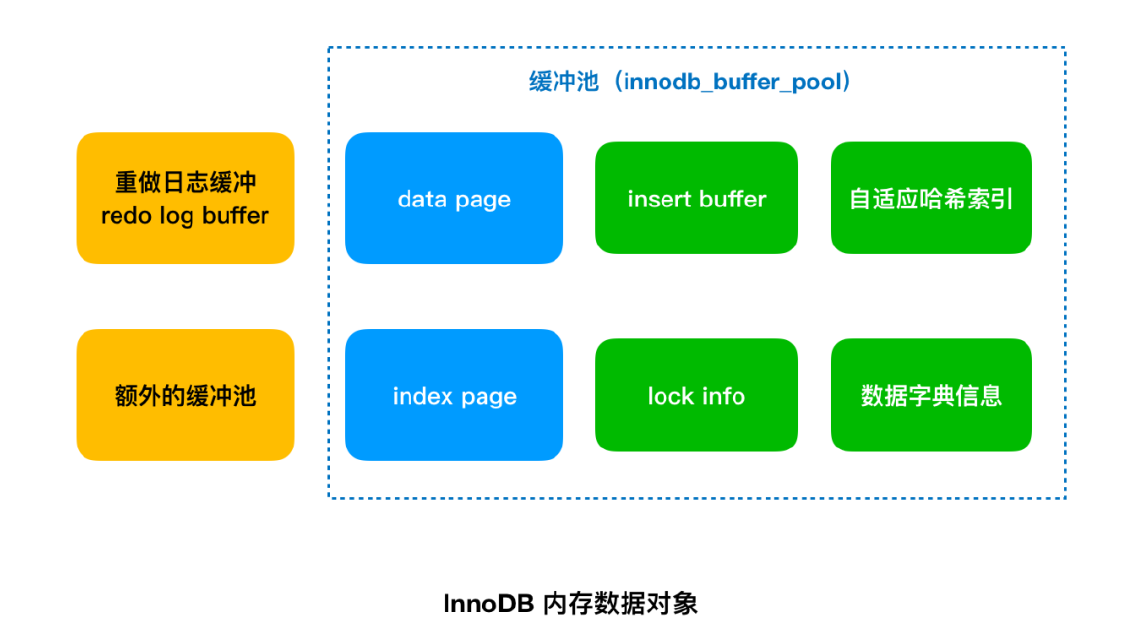 缓冲池（innodb_buffer_pool）
重做日志缓冲
redo log buffer
data page
insert buffer
自适应哈希索引
额外的缓冲池
index page
lock info
数据字典信息
InnoDB 内存数据对象